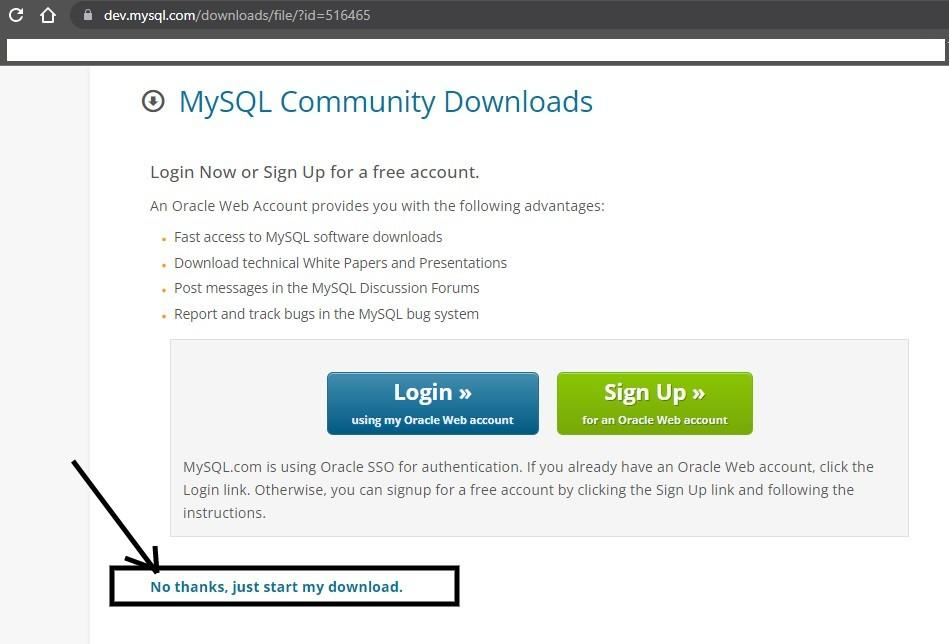 dev.mysql.com/downloads/file/?id=516465
MySQL Community Downloads
Login Now or Sign Up for a free account.
An Oracle Web Account provides you with the following advantages:
Fast access to MySQL software downloads
Download technical White Papers and Presentations
Post messages in the MySQL Discussion Forums
Report and track bugs in the MySQL bug system
Login »
using my Oracle Web account
Sign Up »
for an Oracle Web account
MySQL.com is using Oracle SSO for authentication. If you already have an Oracle Web account, click the
Login link. Otherwise, you can signup for a free account by clicking the Sign Up link and following the
instructions.
No thanks, just start my download.